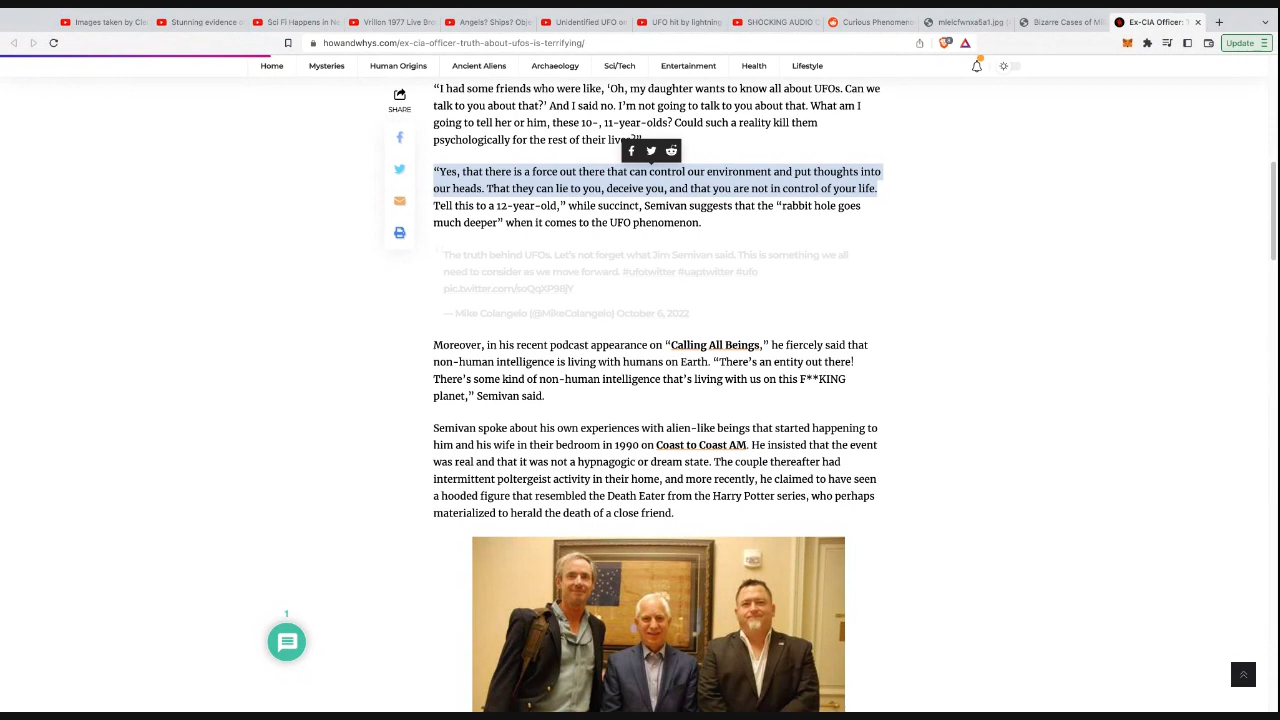 Images taken by Cle
Stunning evidence o
Sci Fi Happens in Ne
Vrillon 1977 Live Bro
Angels? Ships? Obje
Unidentified UFO on
UFO hit by lightning
SHOCKING AUDIO D
Curious Phenomeno
mlelcfwnxa5a1.jpg (
Bizarre Cases of Mi
Ex-CIA Officer: T
howandwhys.com/ex-cia-officer-truth-about-ufos-is-terrifying/
Update
Home
Mysteries
Human Origins
Ancient Aliens
Archaeology
Sci/Tech
Entertainment
Health
Lifestyle
SHARE
“I had some friends who were like, ‘Oh, my daughter wants to know all about UFOs. Can we
talk to you about that?’ And I said no. I’m not going to talk to you about that. What am I
going to tell her or him, these 10-, 11-year-olds? Could such a reality kill them
psychologically for the rest of their lives?”
“Yes, that there is a force out there that can control our environment and put thoughts into
our heads. That they can lie to you, deceive you, and that you are not in control of your life.
Tell this to a 12-year-old,” while succinct, Semivan suggests that the “rabbit hole goes
much deeper” when it comes to the UFO phenomenon.
The truth behind UFOs. Let’s not forget what Jim Semivan said. This is something we all
need to consider as we move forward. #ufotwitter #uaptwitter #ufo
— Mike Colangelo (@MikeColangelo) October 6, 2022
Moreover, in his recent podcast appearance on “Calling All Beings,” he fiercely said that
non-human intelligence is living with humans on Earth. “There’s an entity out there!
There’s some kind of non-human intelligence that’s living with us on this F**KING
planet,” Semivan said.
Semivan spoke about his own experiences with alien-like beings that started happening to
him and his wife in their bedroom in 1990 on Coast to Coast AM. He insisted that the event
was real and that it was not a hypnagogic or dream state. The couple thereafter had
intermittent poltergeist activity in their home, and more recently, he claimed to have seen
a hooded figure that resembled the Death Eater from the Harry Potter series, who perhaps
materialized to herald the death of a close friend.
1